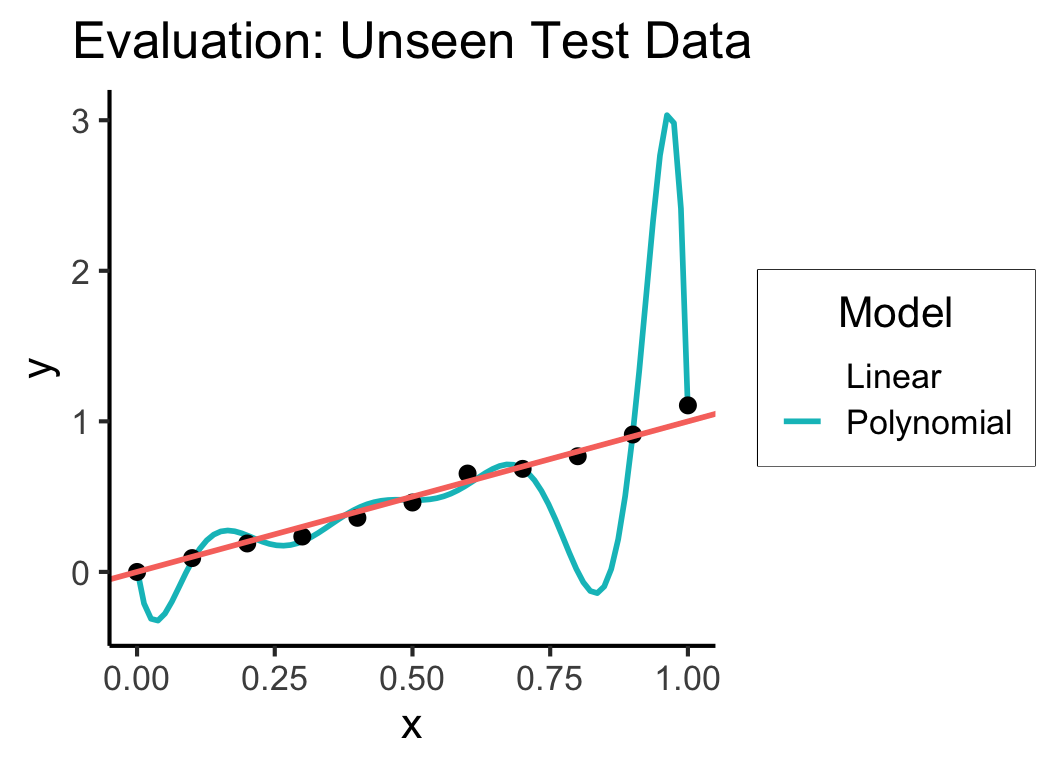 Evaluation: Unseen Test Data
y
3
2
1
0
0.00 0.25 0.50 0.75 1.00
x
Model
Linear
Polynomial